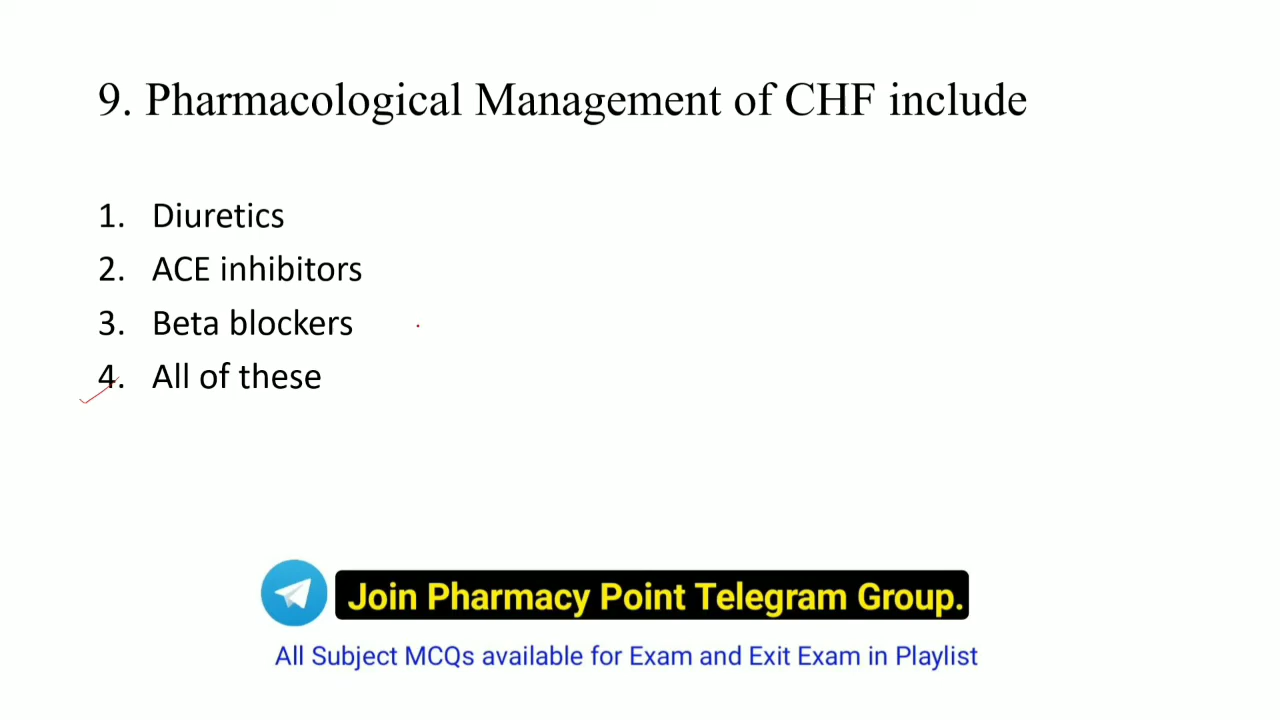 9. Pharmacological Management of CHF include
1. Diuretics
2. ACE inhibitors
3. Beta blockers
4. All of these
Join Pharmacy Point Telegram Group.
All Subject MCQs available for Exam and Exit Exam in Playlist